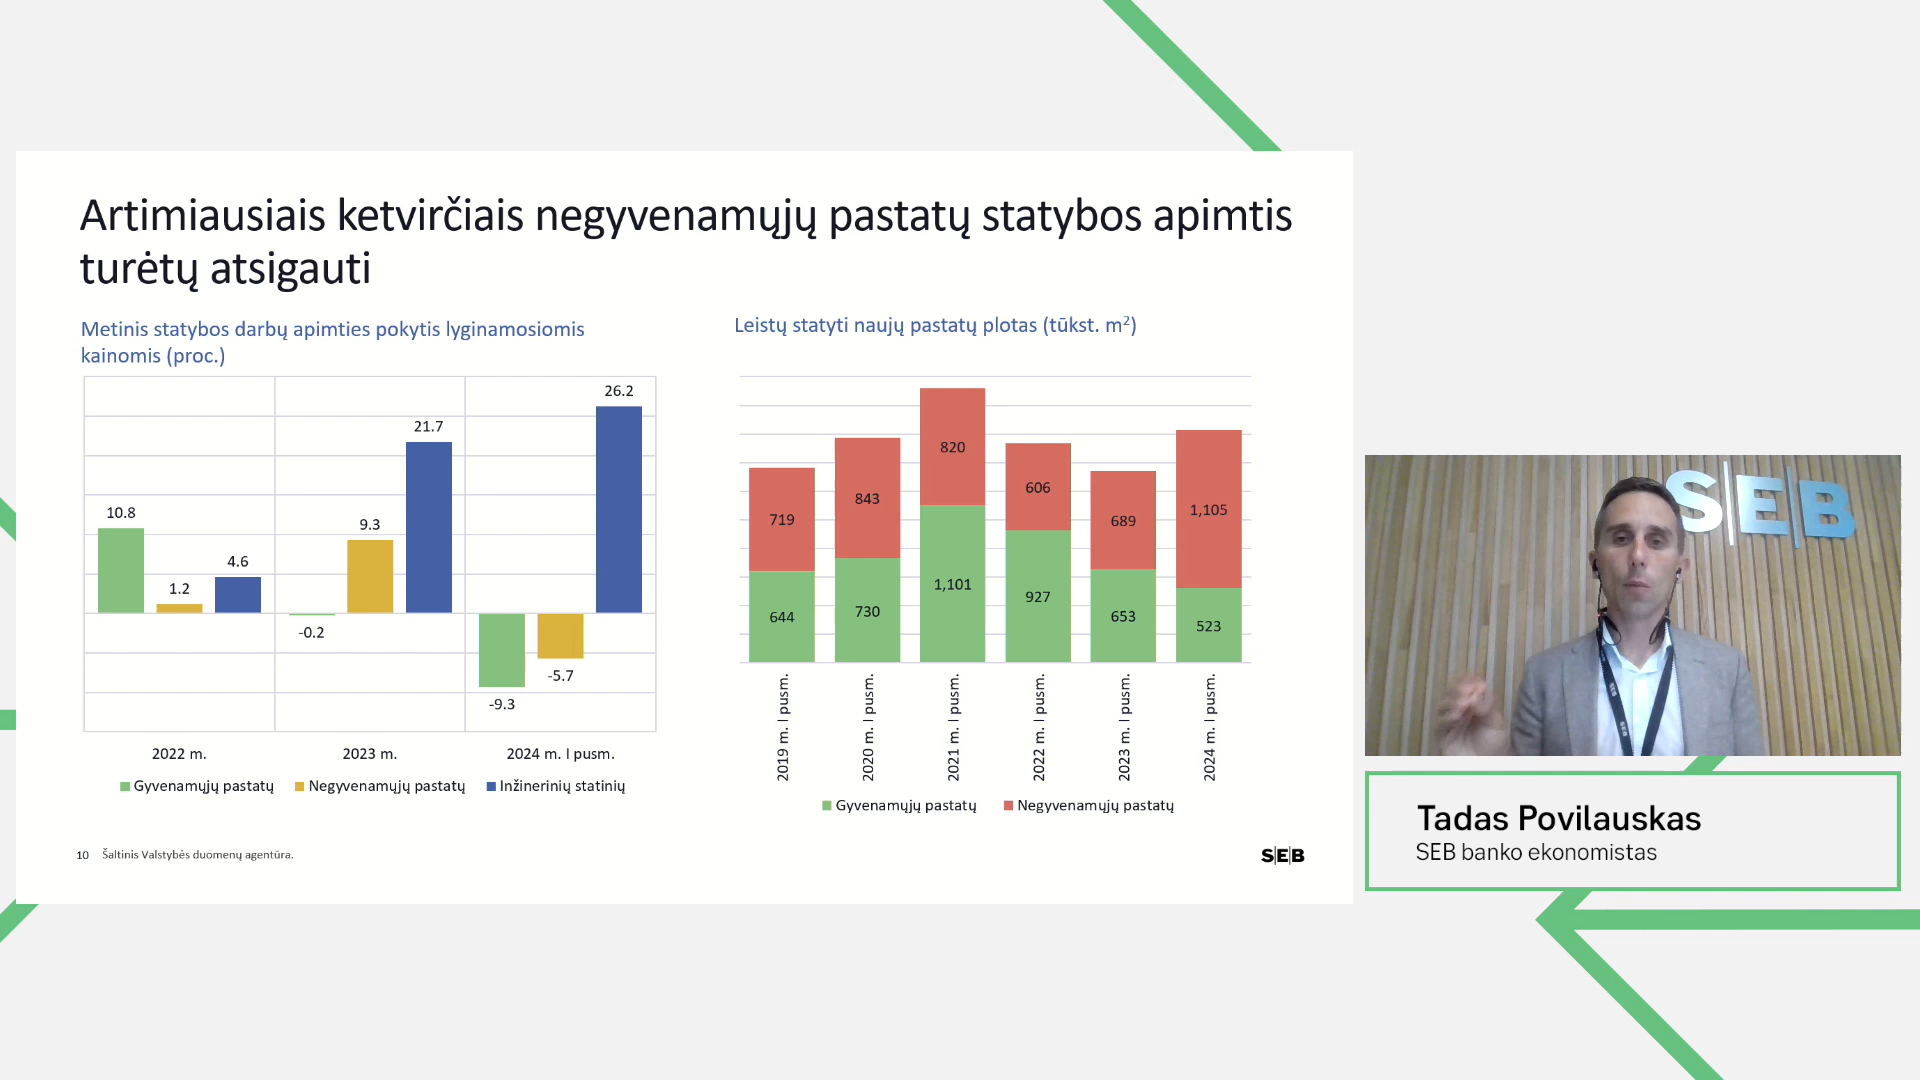 Artimiausiais ketvirčiais negyvenamųjų pastatų statybos apimtis
turėtų atsigauti
Metinis statybos darbų apimties pokytis lyginamosiomis
kainomis (proc.)
10.8
1.2
4.6
-0.2
9.3
21.7
-9.3
-5.7
26.2
2022 m.
2023 m.
2024 m. I pusm.
Gyvenamųjų pastatų
Negyvenamųjų pastatų
Inžinerinių statinių
Leistų statyti naujų pastatų plotas (tūkst. m²)
719
843
820
606
689
1,105
644
730
1,101
927
653
523
2019 m. I pusm.
2020 m. I pusm.
2021 m. I pusm.
2022 m. I pusm.
2023 m. I pusm.
2024 m. I pusm.
Gyvenamųjų pastatų
Negyvenamųjų pastatų
10 Šaltinis Valstybės duomenų agentūra.
S|E|B
S|E|B
Tadas Povilauskas
SEB banko ekonomistas